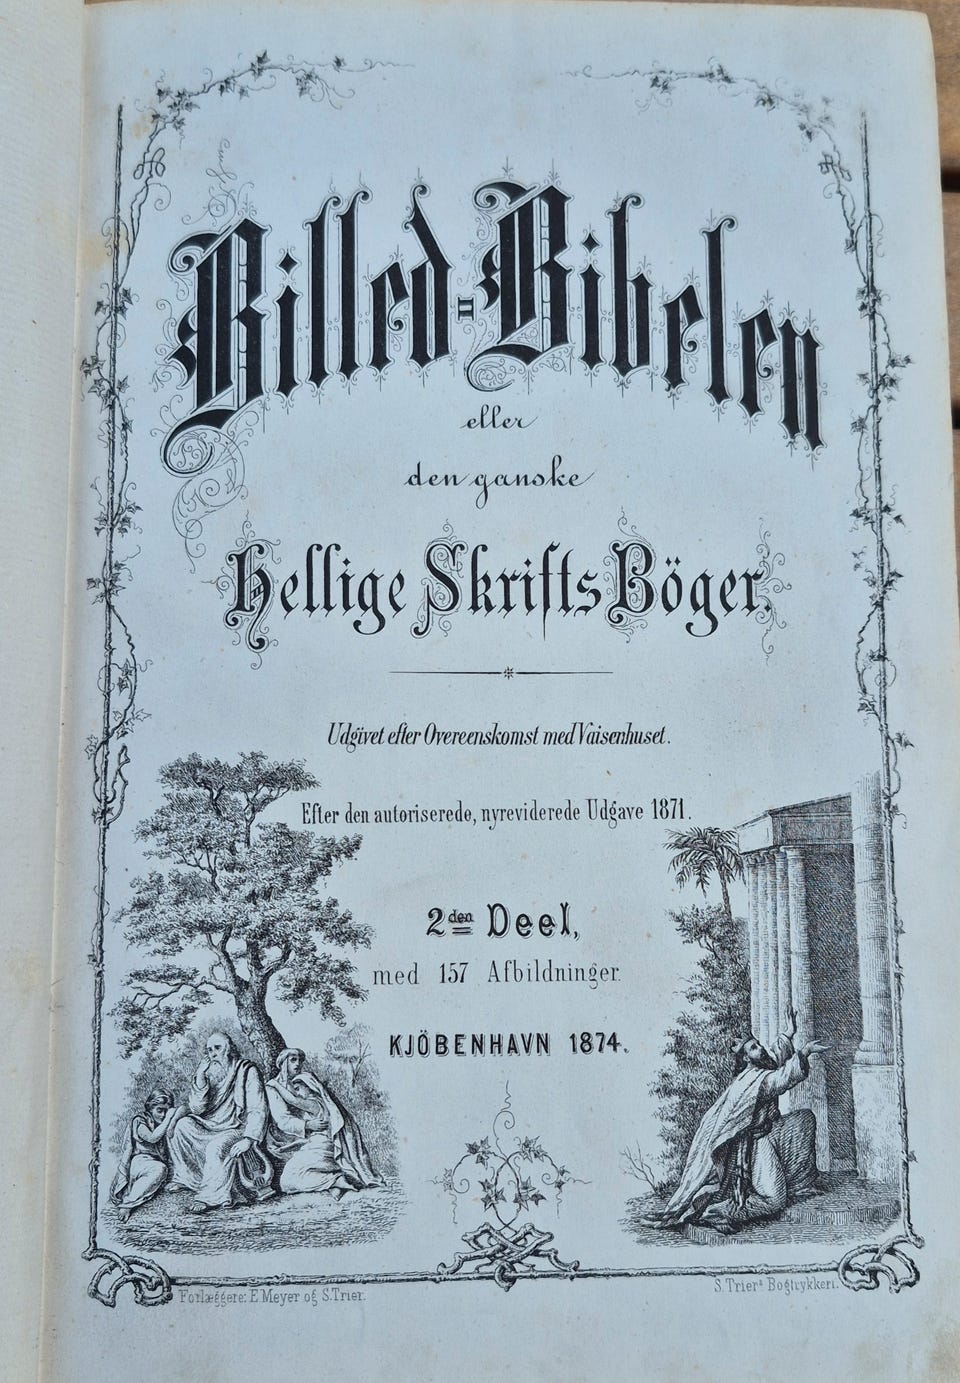 Billed=Bibelen
eller
den ganske
Hellige Skrifts Böger.
Udgivet efter Overeenskomst med Vaisenhuset.
Efter den autoriserede, nyreviderede Udgave 1871.
2den Deel,
med 157 Afbildninger.
KJÖBENHAVN 1874.
Forlæggere: E Meyer og S. Trier.
S. Triers Bogtrykkeri.